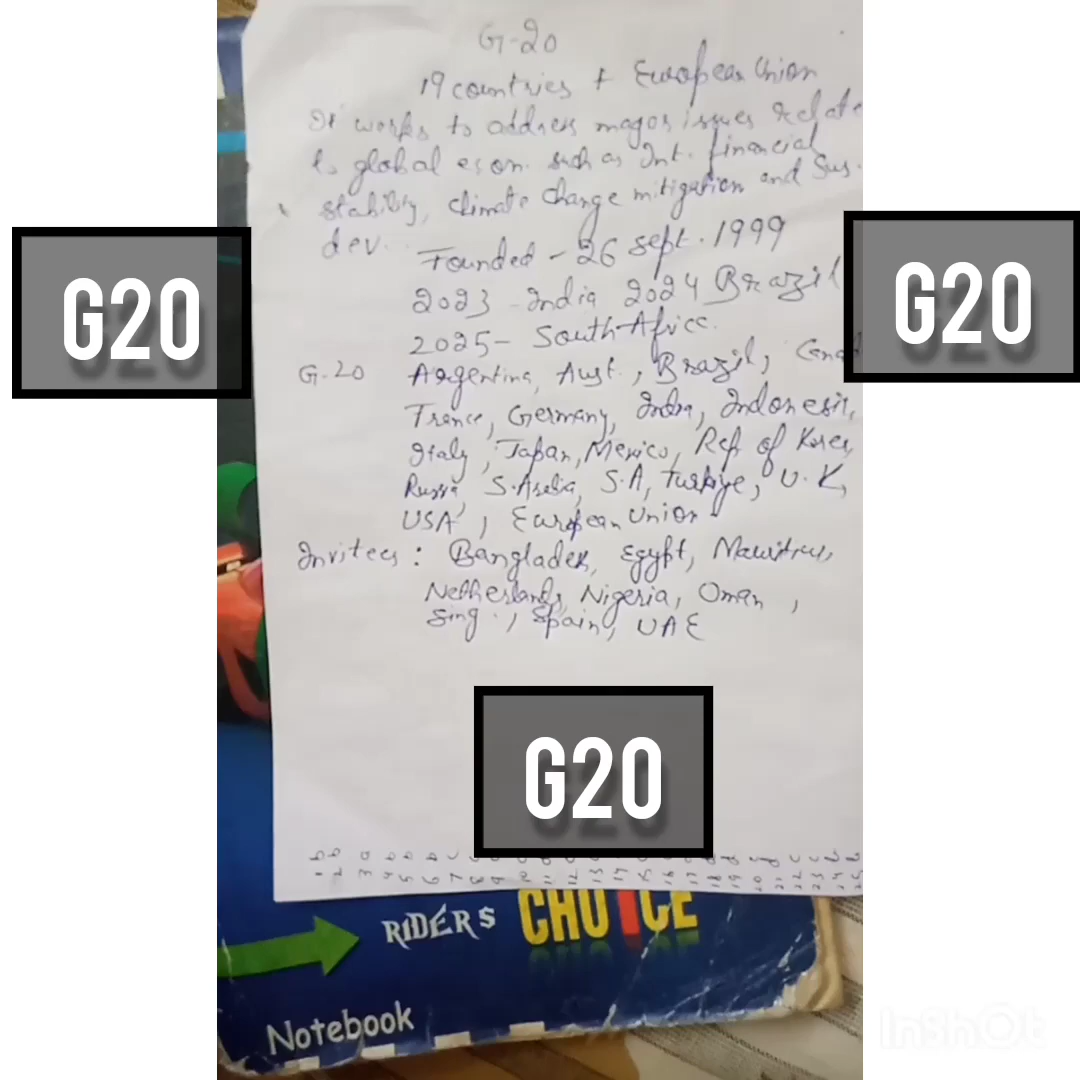 G-20
19 countries + European Union
It works to address major issues relate
to global econ. such as Int. financial
stability, climate change mitigation and Sus.
dev.
Founded - 26 sept. 1999
2023 - India 2024 Brazil
2025 - South Africa.
G-20 Argentina, Aust., Brazil, Cana
France, Germany, India, Indonesia,
Italy, Japan, Mexico, Rep of Korea,
Russia, S.Arabia, S.A, Turkiye, U.K,
USA, European Union
Invitees : Bangladesh, Egypt, Mauritius,
Netherlands, Nigeria, Oman,
Sing., Spain, UAE
G20
G20
G20
RIDERS CHOICE
Notebook
InShOt